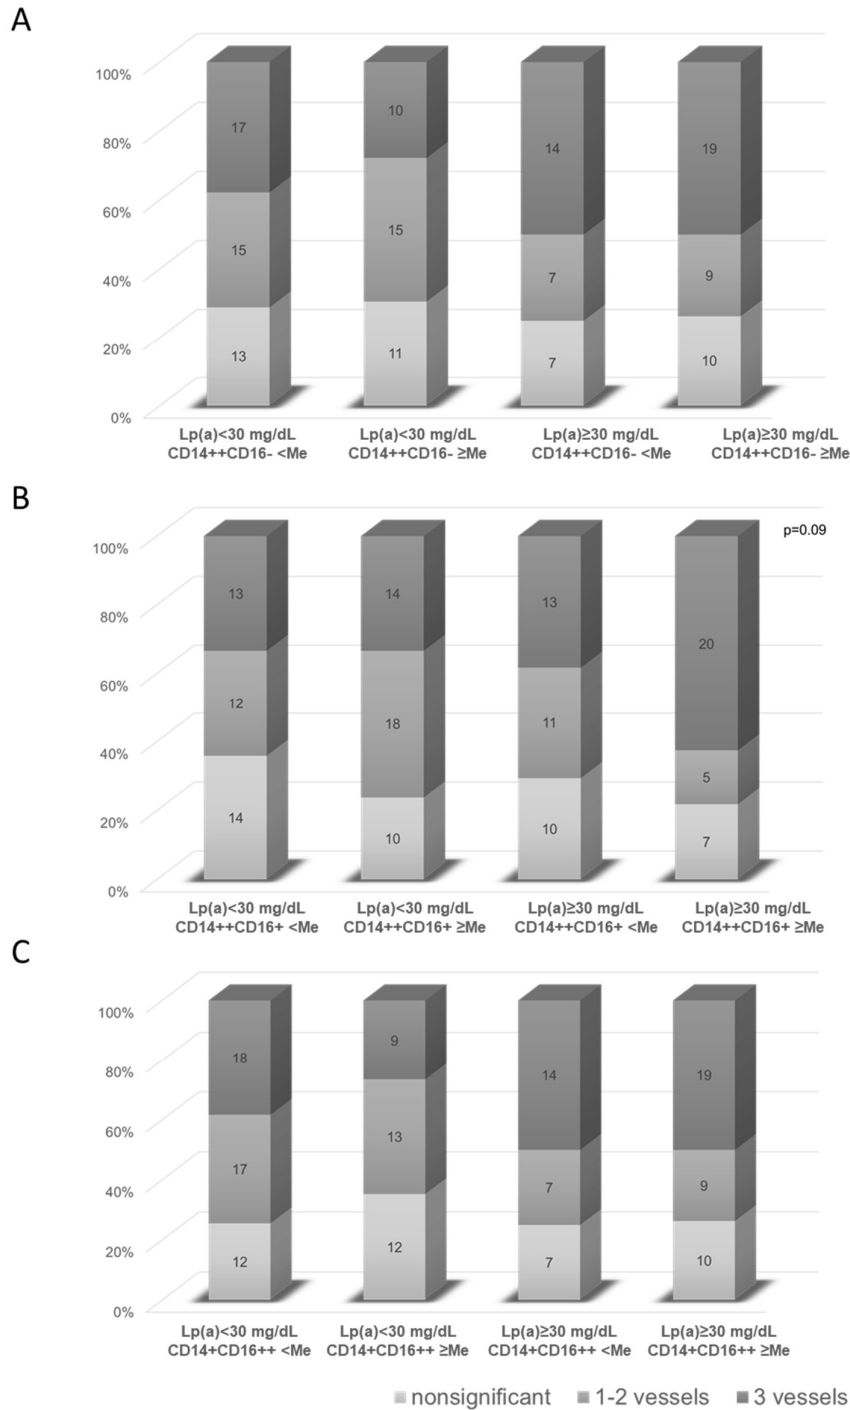 A
100%
80%
60%
40%
20%
0%
17 10 14 19
15 15 7 9
13 11 7 10
Lp(a)<30 mg/dL Lp(a)<30 mg/dL Lp(a)≥30 mg/dL Lp(a)≥30 mg/dL
CD14++CD16- <Me CD14++CD16- ≥Me CD14++CD16- <Me CD14++CD16- ≥Me
B
p=0.09
100%
80%
60%
40%
20%
0%
13 14 13 20
12 18 11 5
14 10 10 7
Lp(a)<30 mg/dL Lp(a)<30 mg/dL Lp(a)≥30 mg/dL Lp(a)≥30 mg/dL
CD14++CD16+ <Me CD14++CD16+ ≥Me CD14++CD16+ <Me CD14++CD16+ ≥Me
C
100%
80%
60%
40%
20%
0%
18 9 14 19
17 13 7 9
12 12 7 10
Lp(a)<30 mg/dL Lp(a)<30 mg/dL Lp(a)≥30 mg/dL Lp(a)≥30 mg/dL
CD14+CD16++ <Me CD14+CD16++ ≥Me CD14+CD16++ <Me CD14+CD16++ ≥Me
nonsignificant 1-2 vessels 3 vessels